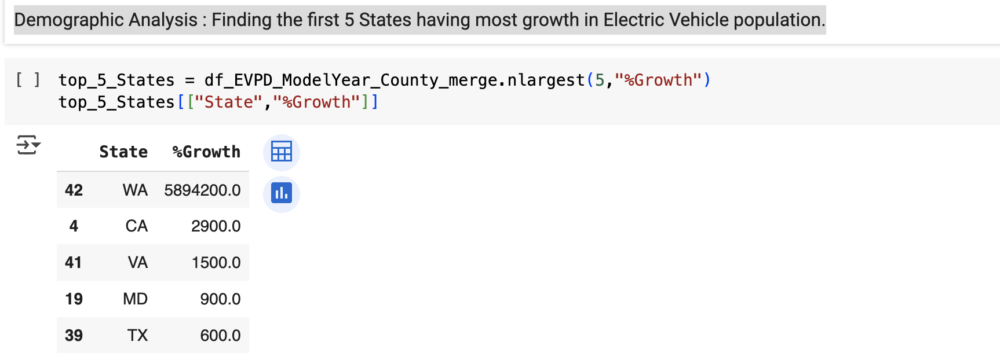 Demographic Analysis : Finding the first 5 States having most growth in Electric Vehicle population.
[ ] top_5_States = df_EVPD_ModelYear_County_merge.nlargest(5,"%Growth")
top_5_States[["State","%Growth"]]
State %Growth
42 WA 5894200.0
4 CA 2900.0
41 VA 1500.0
19 MD 900.0
39 TX 600.0